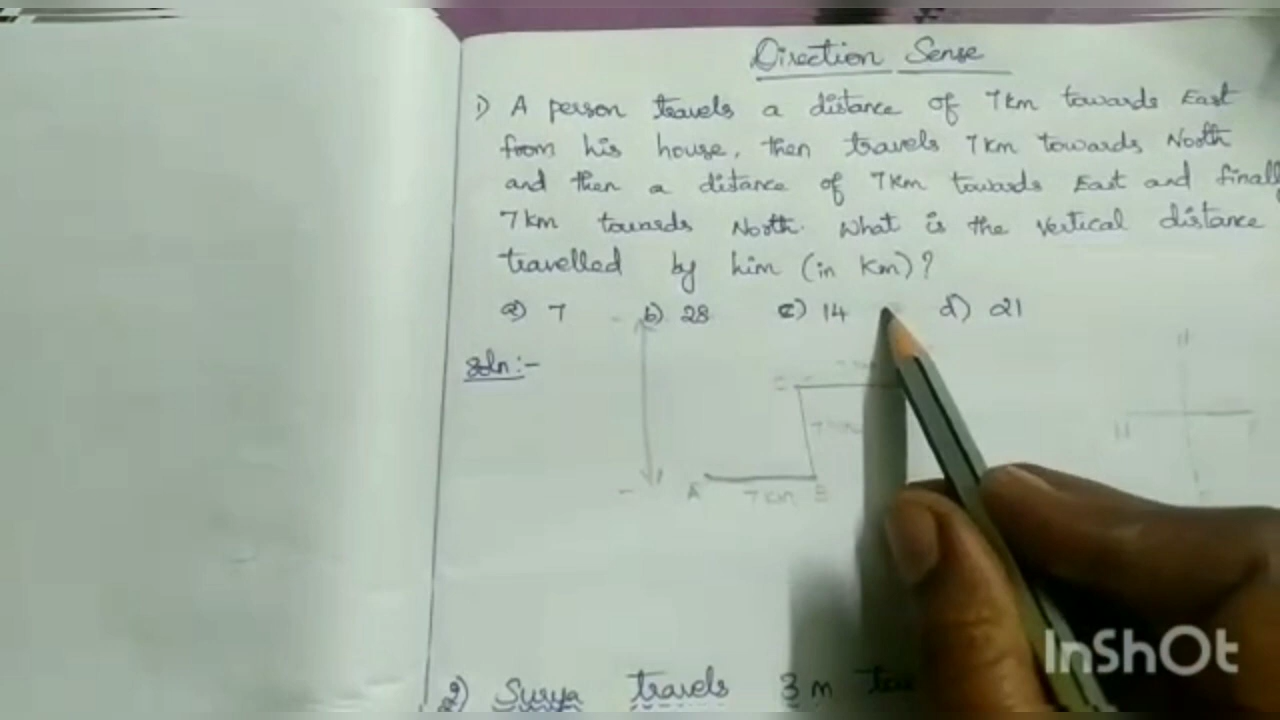 Direction Sense
1) A person travels a distance of 7km towards East
from his house, then travels 7km towards North
and then a distance of 7km towards East and finally
7km towards North. What is the vertical distance
travelled by him (in km)?
a) 7 b) 28 c) 14 d) 21
Soln:-
C
7km
A 7km B
2) Surya travels 3m
InShOt